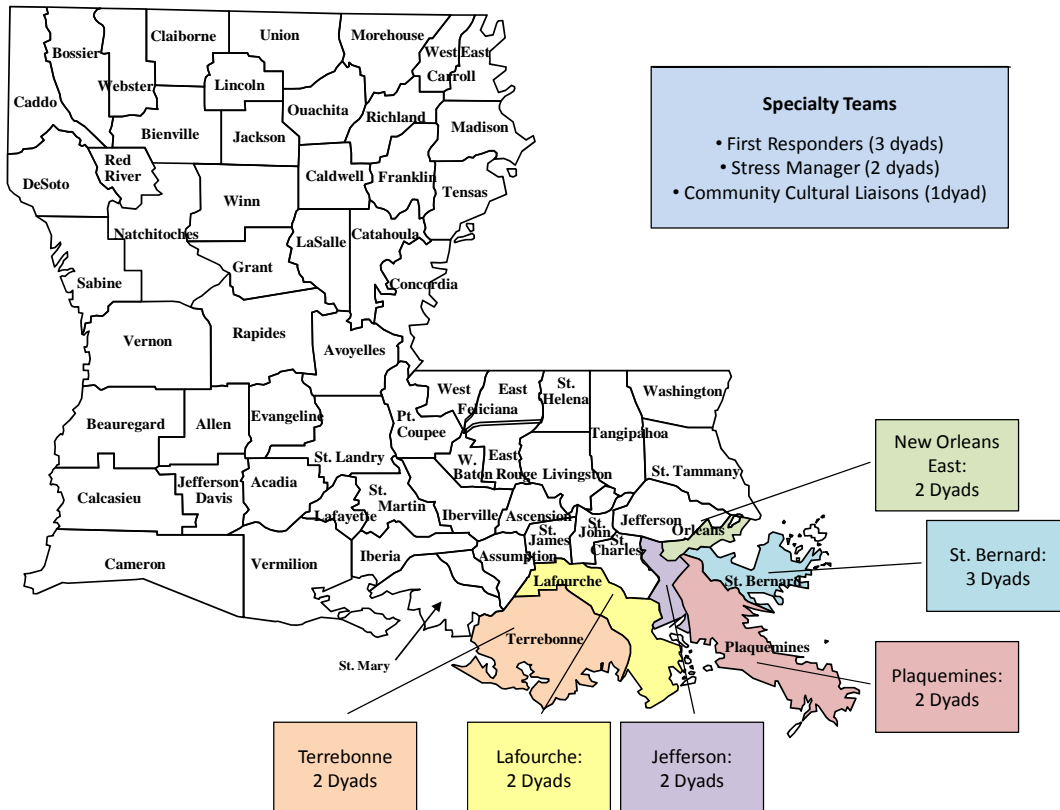 Claiborne
Union
Morehouse
West
East
Carroll
Bossier
Webster
Lincoln
Caddo
Ouachita
Richland
Madison
Bienville
Jackson
Red
River
DeSoto
Caldwell
Franklin
Tensas
Winn
Natchitoches
LaSalle
Catahoula
Grant
Sabine
Concordia
Vernon
Rapides
Avoyelles
Specialty Teams
• First Responders (3 dyads)
• Stress Manager (2 dyads)
• Community Cultural Liaisons (1dyad)
West
East
Feliciana
St.
Helena
Washington
Beauregard
Allen
Evangeline
Pt.
Coupee
Tangipahoa
St. Landry
W.
East
Baton Rouge
Livingston
St. Tammany
Calcasieu
Jefferson
Davis
Acadia
St.
Martin
Lafayette
Iberville
Ascension
St.
John
Jefferson
Orleans
St.
James
St
Charles
Cameron
Vermilion
Iberia
Assumption
Lafourche
St. Bernard
Terrebonne
Plaquemines
St. Mary
New Orleans
East:
2 Dyads
St. Bernard:
3 Dyads
Plaquemines:
2 Dyads
Terrebonne
2 Dyads
Lafourche:
2 Dyads
Jefferson:
2 Dyads